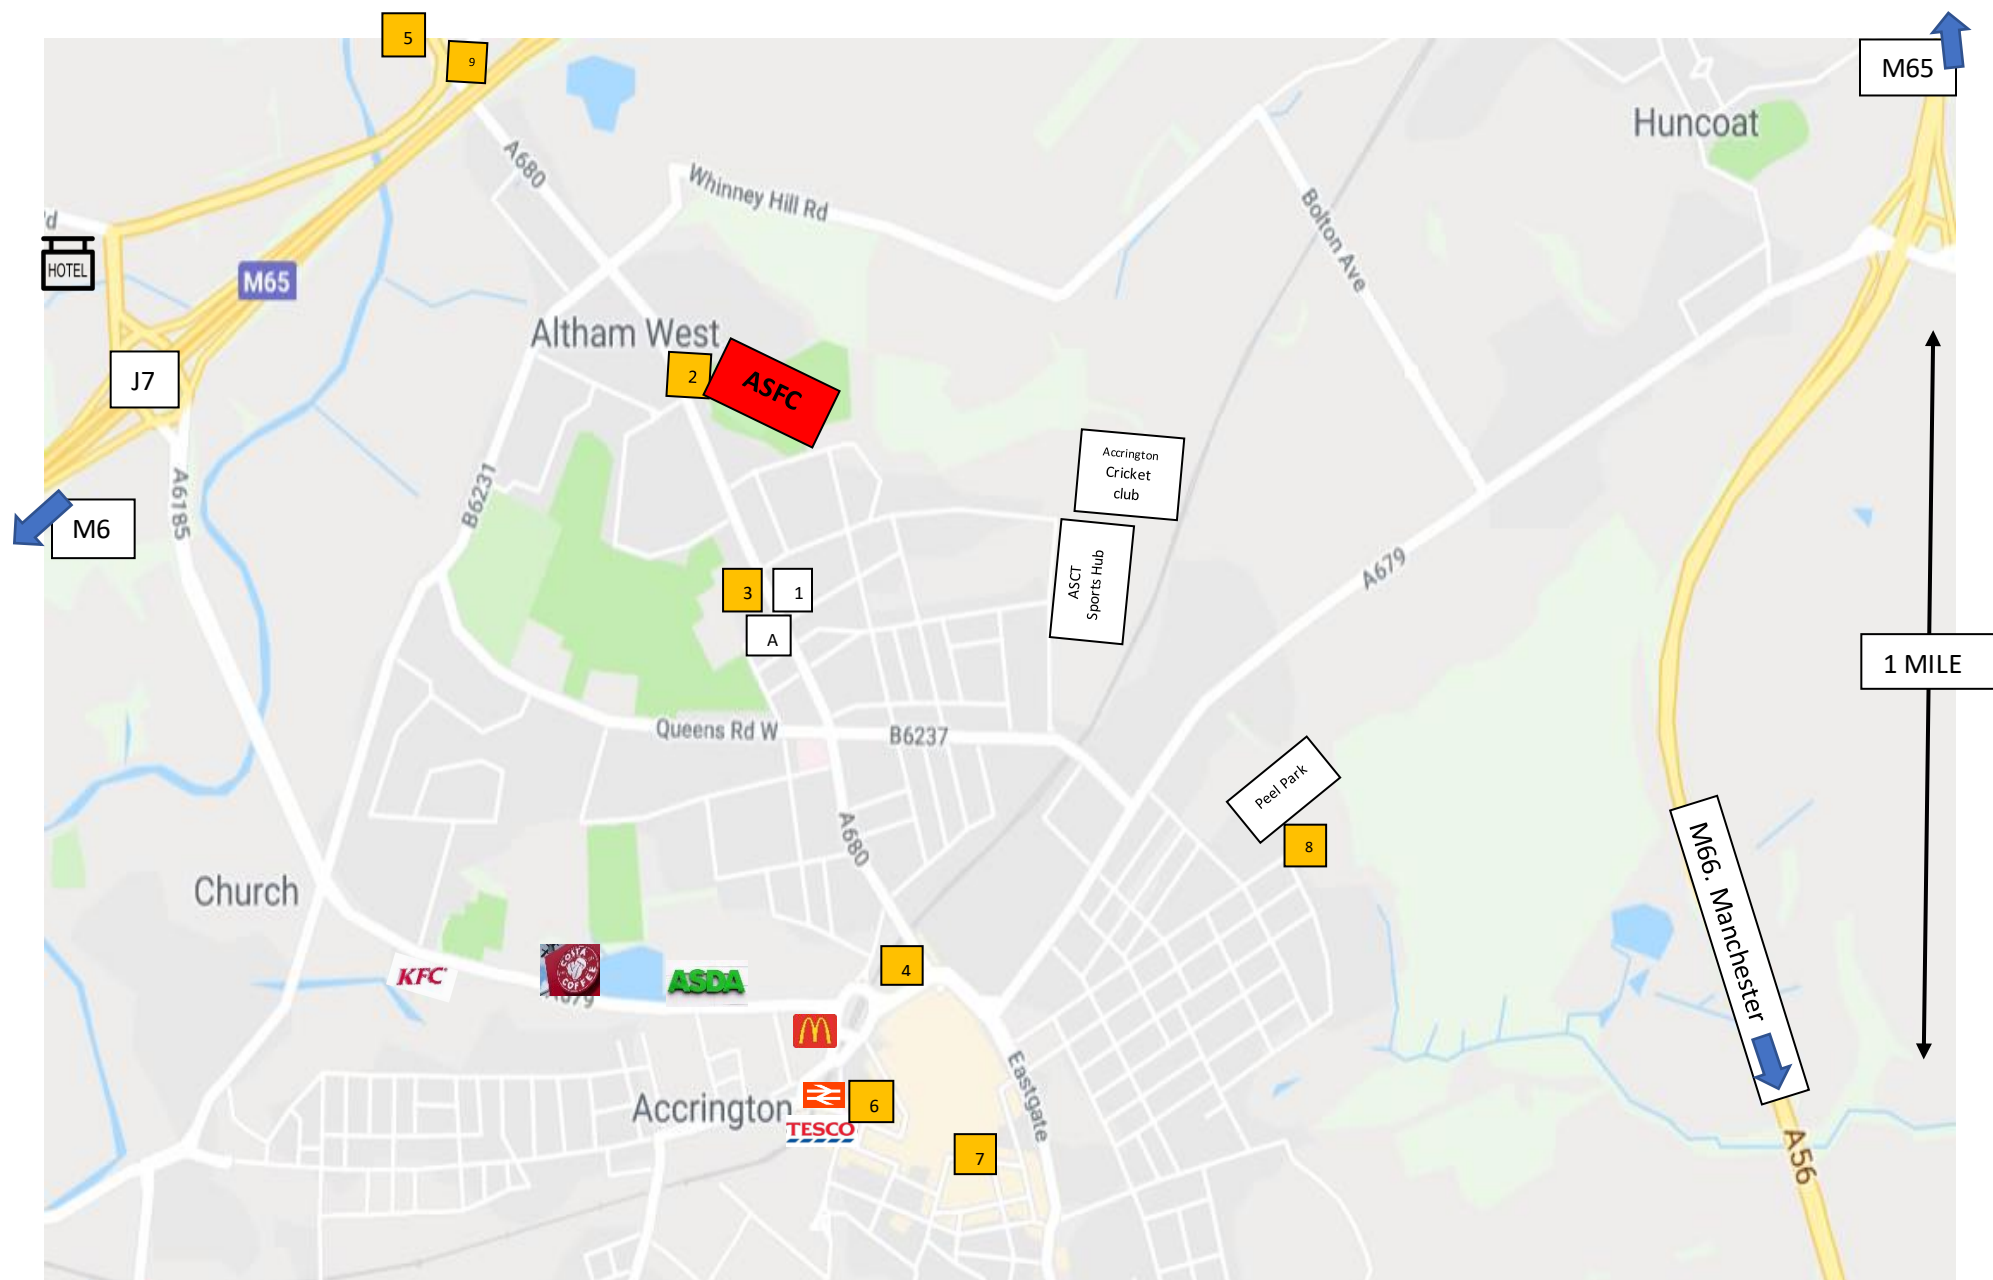 5
9
M65
Huncoat
A680
Whinney Hill Rd
Bolton Ave
'd
HOTEL
M65
Altham West
J7
2
ASFC
A6185
B6231
Accrington
Cricket
club
M6
A679
ASCT
Sports Hub
3
1
A
1 MILE
Queens Rd W
B6237
Peel Park
8
A680
M66. Manchester
Church
4
KFC
COSTA
COFFEE
ASDA
A679
Eastgate
Accrington
6
TESCO
7
A56